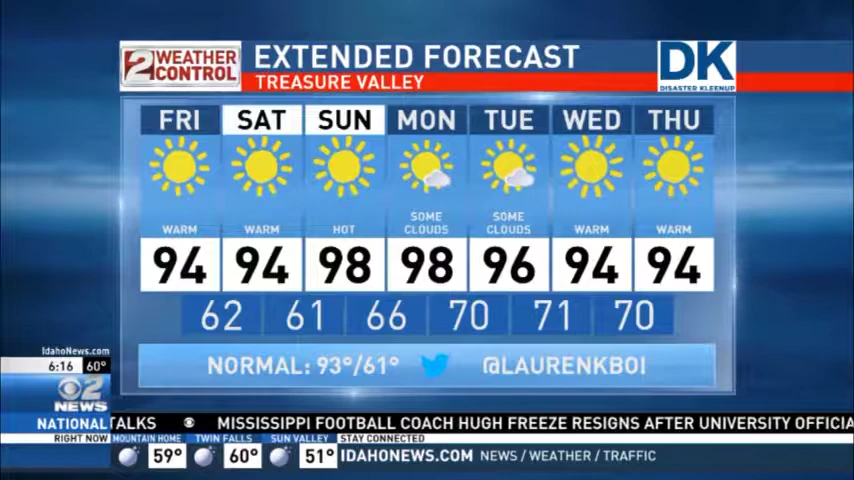 2 WEATHER CONTROL
EXTENDED FORECAST
TREASURE VALLEY
DK
DISASTER KLEENUP
FRI SAT SUN MON TUE WED THU
WARM WARM HOT SOME CLOUDS SOME CLOUDS WARM WARM
94 94 98 98 96 94 94
62 61 66 70 71 70
NORMAL: 93°/61° @LAURENKBOI
IdahoNews.com
6:16 60°
2
NEWS
NATIONAL TALKS MISSISSIPPI FOOTBALL COACH HUGH FREEZE RESIGNS AFTER UNIVERSITY OFFICIA
RIGHT NOW MOUNTAIN HOME TWIN FALLS SUN VALLEY STAY CONNECTED
59° 60° 51° IDAHONEWS.COM NEWS / WEATHER / TRAFFIC